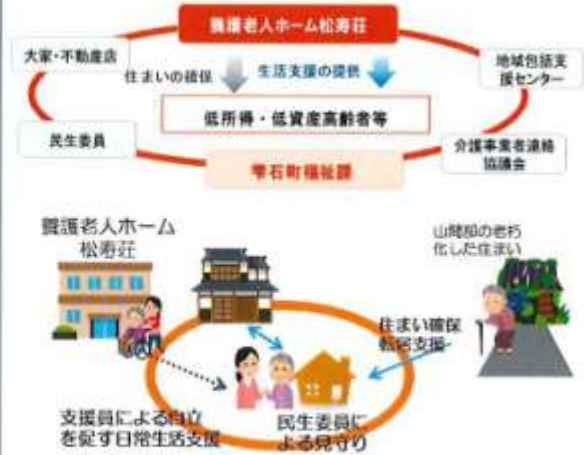 養護老人ホーム松寿荘
大家・不動産店
住まいの確保
生活支援の提供
地域包括支
援センター
低所得・低資産高齢者等
民生委員
雫石町福祉課
介護事業者連絡
協議会
養護老人ホーム
松寿荘
山間部の老朽
化した住まい
住まい確保
転居支援
支援員による自立
を促す日常生活支援
民生委員に
よる見守り